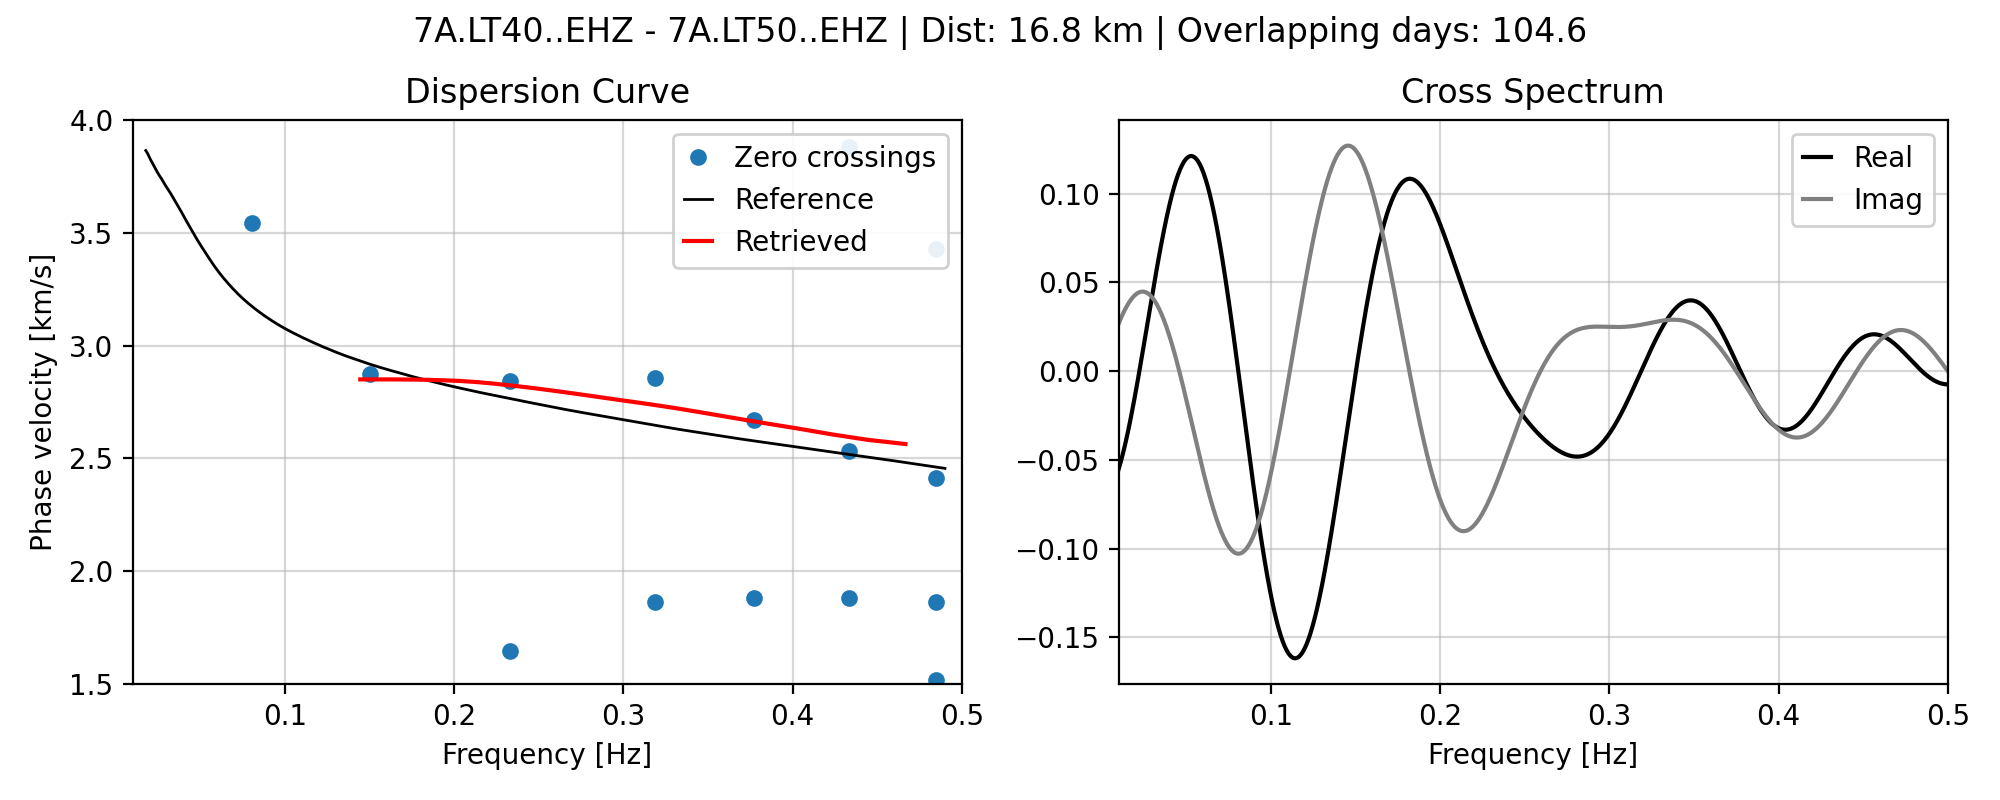 7A.LT40..EHZ - 7A.LT50..EHZ | Dist: 16.8 km | Overlapping days: 104.6
Dispersion Curve
4.0
3.5
3.0
2.5
2.0
1.5
Phase velocity [km/s]
0.1
0.2
0.3
0.4
0.5
Frequency [Hz]
Zero crossings
Reference
Retrieved
Cross Spectrum
0.10
0.05
0.00
−0.05
−0.10
−0.15
0.1
0.2
0.3
0.4
0.5
Frequency [Hz]
Real
Imag